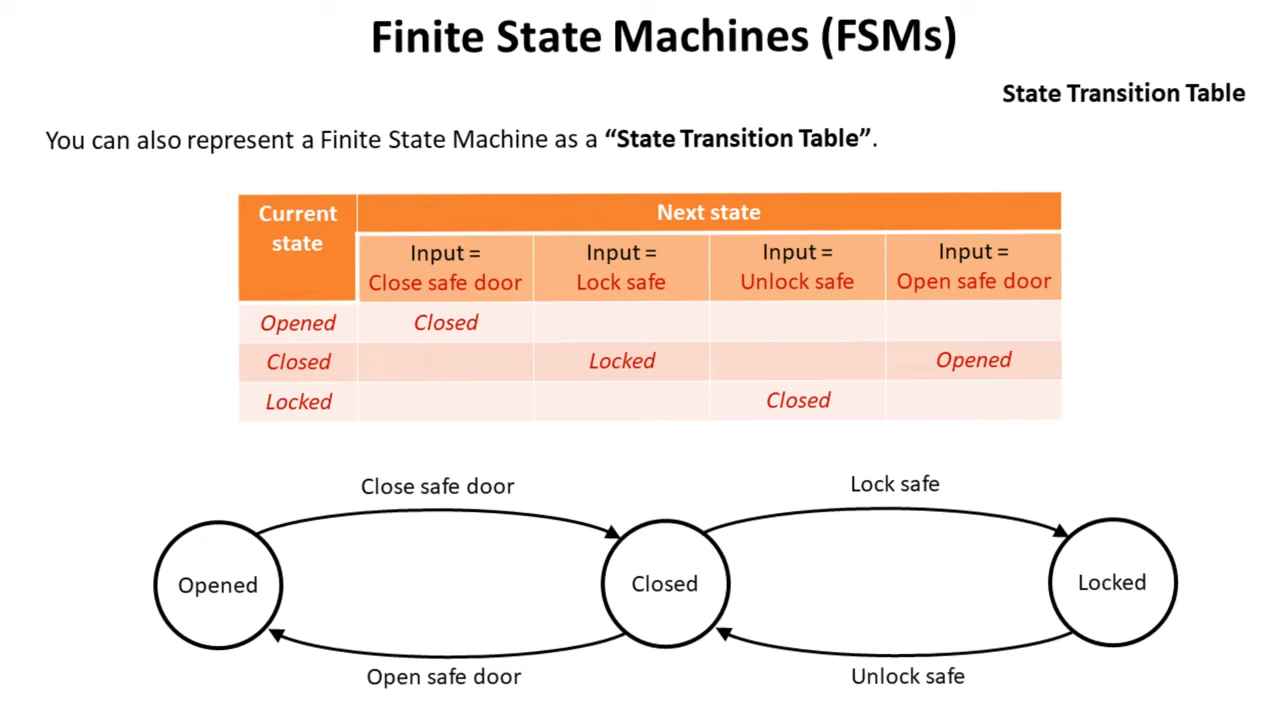 Finite State Machines (FSMs)
State Transition Table
You can also represent a Finite State Machine as a “State Transition Table”.
Current state Next state
Input = Close safe door Input = Lock safe Input = Unlock safe Input = Open safe door
Opened Closed
Closed Locked Opened
Locked Closed
Close safe door Lock safe
Opened Closed Locked
Open safe door Unlock safe